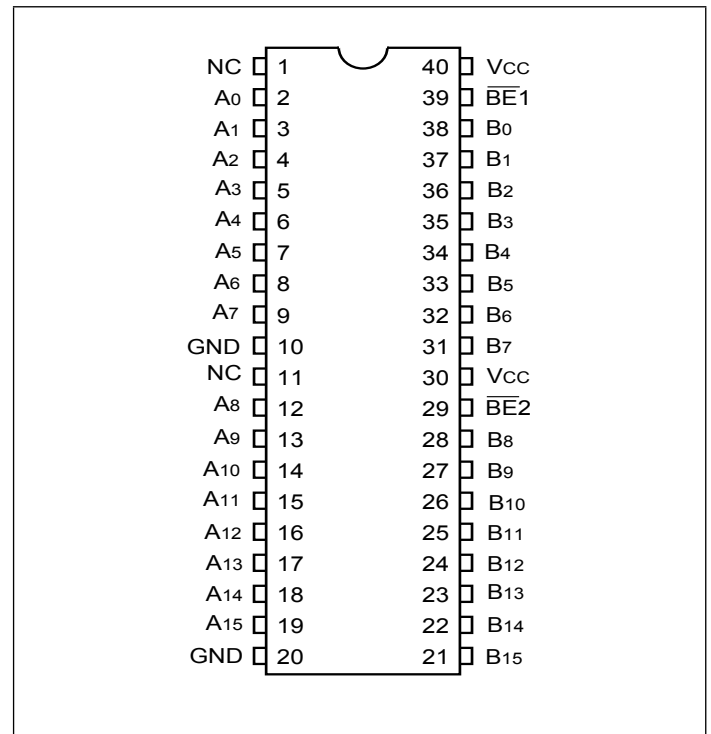 NC 1 40 Vcc
A0 2 39 B̅E̅1
A1 3 38 B0
A2 4 37 B1
A3 5 36 B2
A4 6 35 B3
A5 7 34 B4
A6 8 33 B5
A7 9 32 B6
GND 10 31 B7
NC 11 30 Vcc
A8 12 29 B̅E̅2
A9 13 28 B8
A10 14 27 B9
A11 15 26 B10
A12 16 25 B11
A13 17 24 B12
A14 18 23 B13
A15 19 22 B14
GND 20 21 B15